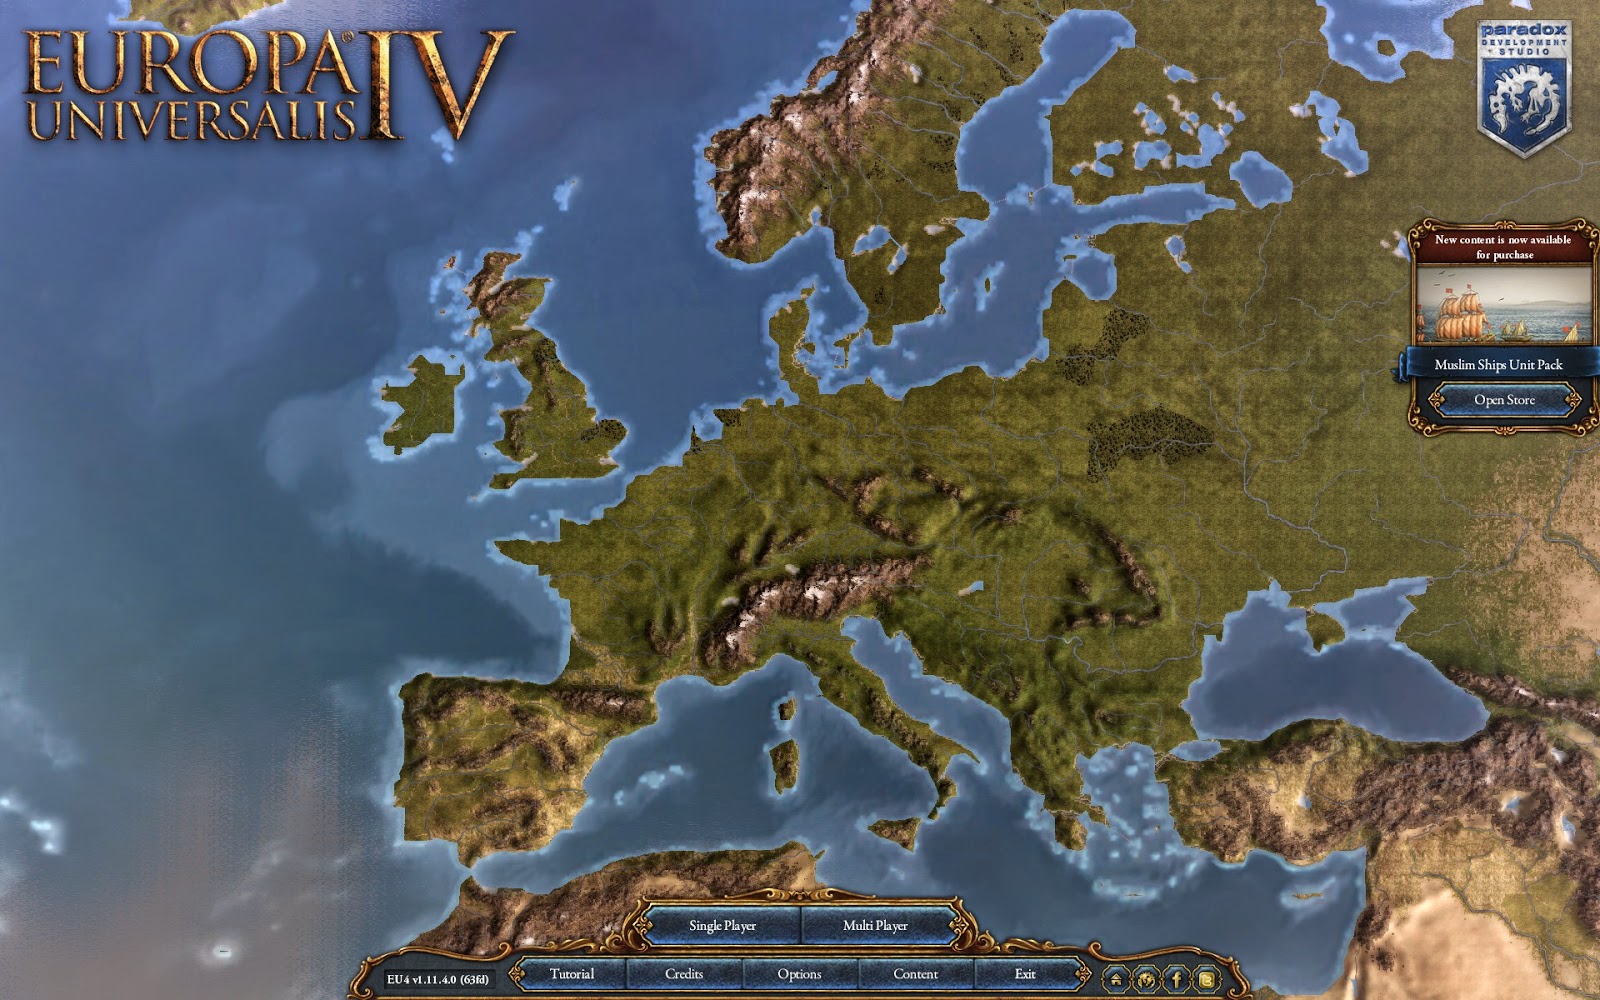 EUROPA
UNIVERSALIS IV
paradox
DEVELOPMENT
STUDIO
New content is now available
for purchase
Muslim Ships Unit Pack
Open Store
Single Player
Multi Player
EU4 v1.11.4.0 (63fd)
Tutorial
Credits
Options
Content
Exit